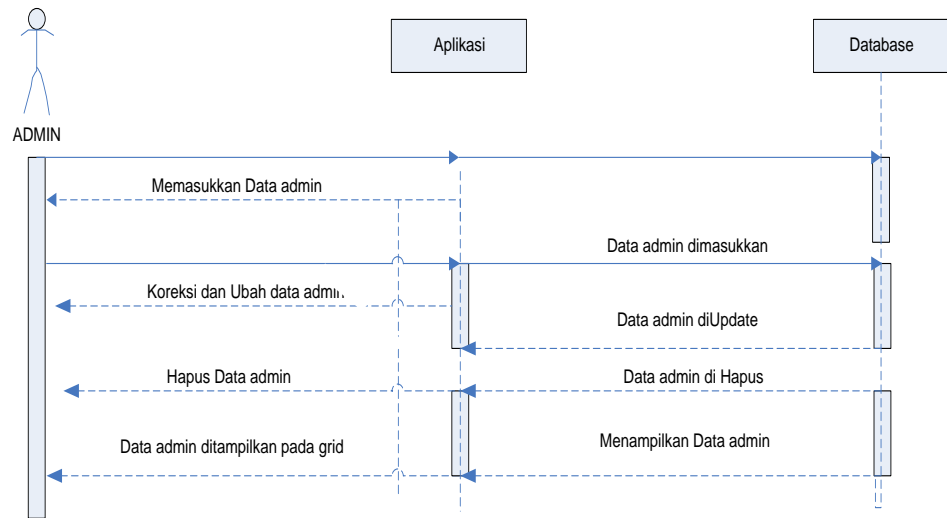 Aplikasi
Database
ADMIN
Memasukkan Data admin
Data admin dimasukkan
Koreksi dan Ubah data admin
Data admin diUpdate
Hapus Data admin
Data admin di Hapus
Data admin ditampilkan pada grid
Menampilkan Data admin